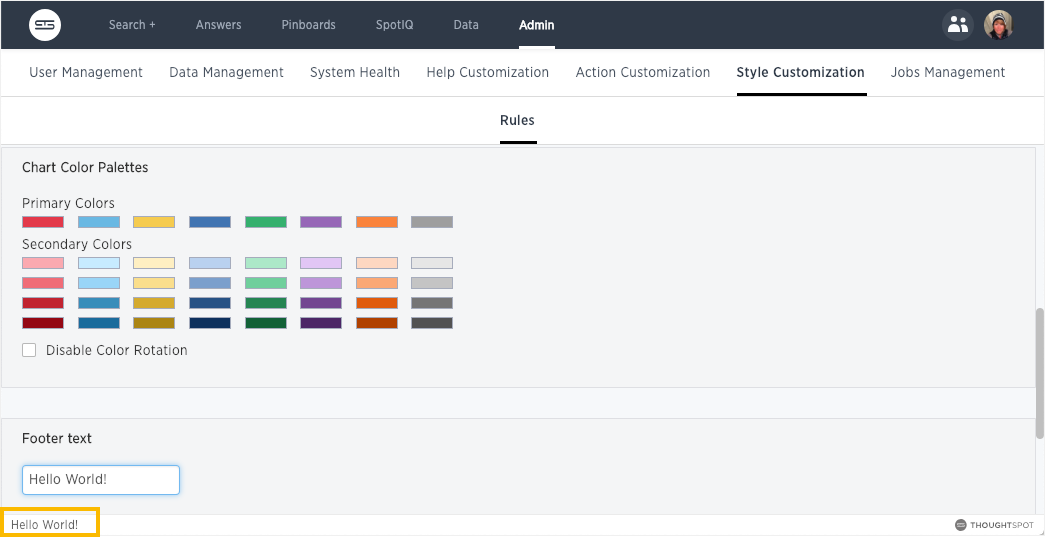 Search + Answers Pinboards SpotIQ Data Admin
User Management Data Management System Health Help Customization Action Customization Style Customization Jobs Management
Rules
Chart Color Palettes
Primary Colors
Secondary Colors
Disable Color Rotation
Footer text
Hello World!
Hello World! THOUGHTSPOT